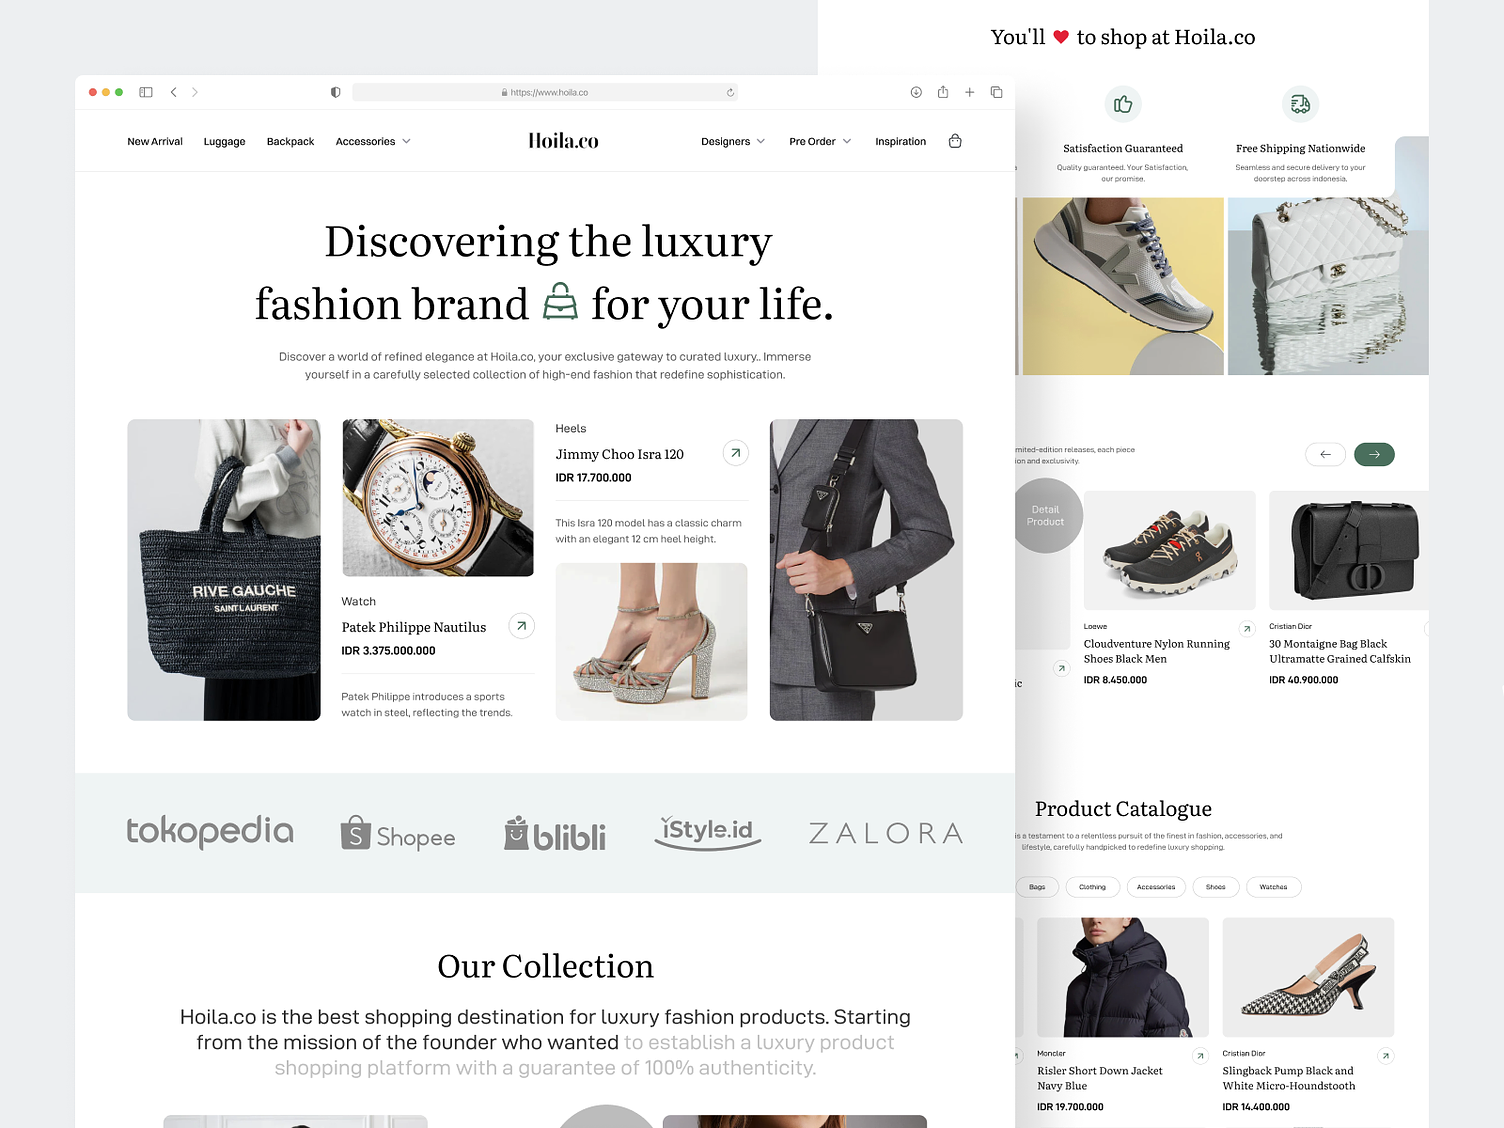 https://www.hoila.co
New Arrival
Luggage
Backpack
Accessories
Hoila.co
Designers
Pre Order
Inspiration
Discovering the luxury
fashion brand for your life.
Discover a world of refined elegance at Hoila.co, your exclusive gateway to curated luxury.. Immerse
yourself in a carefully selected collection of high-end fashion that redefine sophistication.
RIVE GAUCHE
SAINT LAURENT
Watch
Patek Philippe Nautilus
IDR 3.375.000.000
Patek Philippe introduces a sports
watch in steel, reflecting the trends.
Heels
Jimmy Choo Isra 120
IDR 17.700.000
This Isra 120 model has a classic charm
with an elegant 12 cm heel height.
tokopedia
S Shopee
blibli
iStyle.id
ZALORA
Our Collection
Hoila.co is the best shopping destination for luxury fashion products. Starting
from the mission of the founder who wanted to establish a luxury product
shopping platform with a guarantee of 100% authenticity.
You'll ❤ to shop at Hoila.co
Satisfaction Guaranteed
Quality guaranteed. Your Satisfaction,
our promise.
Free Shipping Nationwide
Seamless and secure delivery to your
doorstep across indonesia.
limited-edition releases, each piece
and exclusivity.
Detail
Product
Loewe
Cloudventure Nylon Running
Shoes Black Men
IDR 8.450.000
Cristian Dior
30 Montaigne Bag Black
Ultramatte Grained Calfskin
IDR 40.900.000
Product Catalogue
is a testament to a relentless pursuit of the finest in fashion, accessories, and
lifestyle, carefully handpicked to redefine luxury shopping.
Bags
Clothing
Accessories
Shoes
Watches
Moncler
Risler Short Down Jacket
Navy Blue
IDR 19.700.000
Cristian Dior
Slingback Pump Black and
White Micro-Houndstooth
IDR 14.400.000